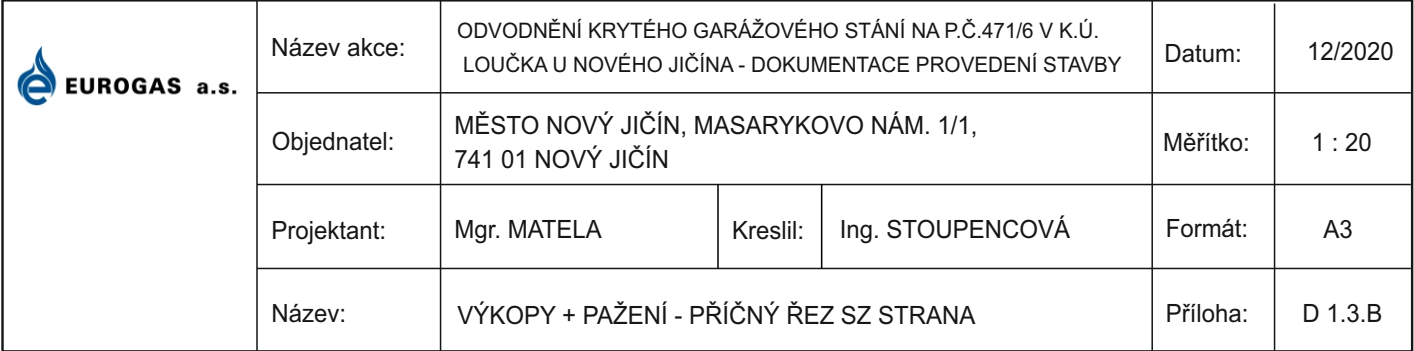 EUROGAS a.s.
Název akce:
ODVODNĚNÍ KRYTÉHO GARÁŽOVÉHO STÁNÍ NA P.Č.471/6 V K.Ú.
LOUČKA U NOVÉHO JIČÍNA - DOKUMENTACE PROVEDENÍ STAVBY
Datum:
12/2020
Objednatel:
MĚSTO NOVÝ JIČÍN, MASARYKOVO NÁM. 1/1,
741 01 NOVÝ JIČÍN
Měřítko:
1 : 20
Projektant:
Mgr. MATELA
Kreslil:
Ing. STOUPENCOVÁ
Formát:
A3
Název:
VÝKOPY + PAŽENÍ - PŘÍČNÝ ŘEZ SZ STRANA
Příloha:
D 1.3.B